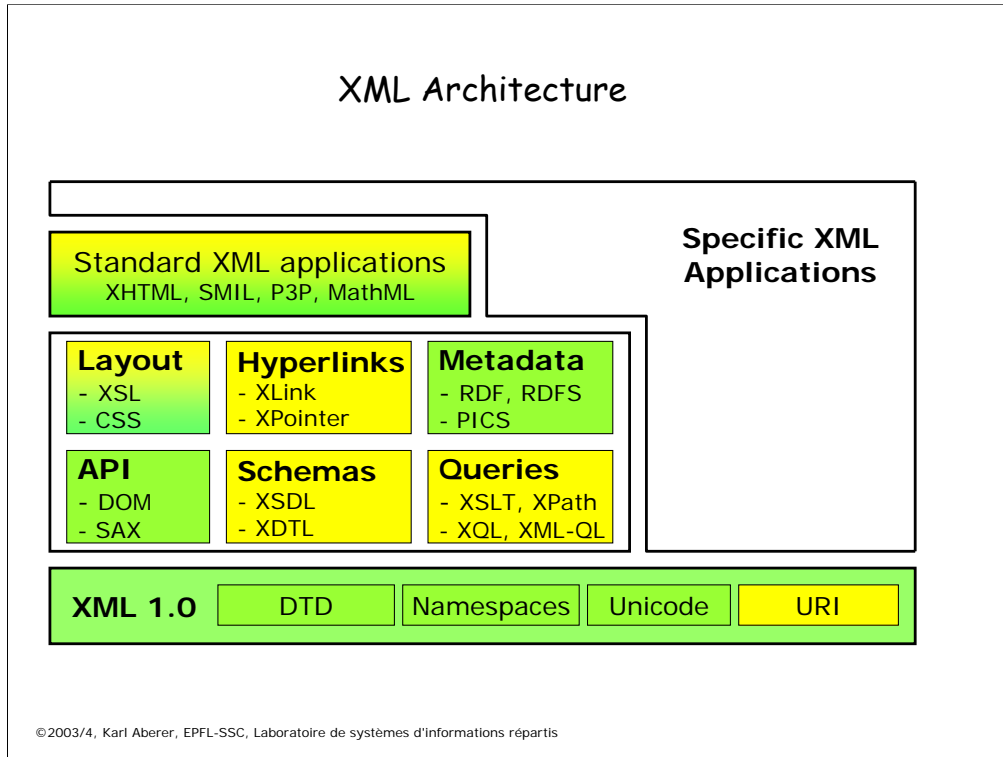 XML Architecture
Specific XML
Applications
Standard XML applications
XHTML, SMIL, P3P, MathML
Layout
- XSL
- CSS
Hyperlinks
- XLink
- XPointer
Metadata
- RDF, RDFS
- PICS
API
- DOM
- SAX
Schemas
- XSDL
- XDTL
Queries
- XSLT, XPath
- XQL, XML-QL
XML 1.0
DTD
Namespaces
Unicode
URI
©2003/4, Karl Aberer, EPFL-SSC, Laboratoire de systèmes d'informations répartis